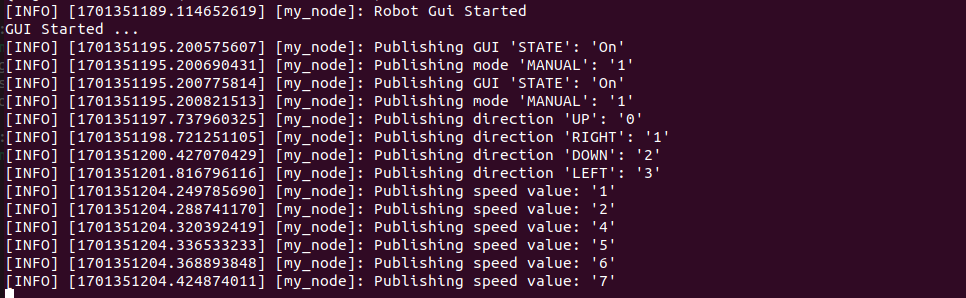 [INFO] [1701351189.114652619] [my_node]: Robot Gui Started
GUI Started ...
[INFO] [1701351195.200575607] [my_node]: Publishing GUI 'STATE': 'On'
[INFO] [1701351195.200690431] [my_node]: Publishing mode 'MANUAL': '1'
[INFO] [1701351195.200775814] [my_node]: Publishing GUI 'STATE': 'On'
[INFO] [1701351195.200821513] [my_node]: Publishing mode 'MANUAL': '1'
[INFO] [1701351197.737960325] [my_node]: Publishing direction 'UP': '0'
[INFO] [1701351198.721251105] [my_node]: Publishing direction 'RIGHT': '1'
[INFO] [1701351200.427070429] [my_node]: Publishing direction 'DOWN': '2'
[INFO] [1701351201.816796116] [my_node]: Publishing direction 'LEFT': '3'
[INFO] [1701351204.249785690] [my_node]: Publishing speed value: '1'
[INFO] [1701351204.288741170] [my_node]: Publishing speed value: '2'
[INFO] [1701351204.320392419] [my_node]: Publishing speed value: '4'
[INFO] [1701351204.336533233] [my_node]: Publishing speed value: '5'
[INFO] [1701351204.368893848] [my_node]: Publishing speed value: '6'
[INFO] [1701351204.424874011] [my_node]: Publishing speed value: '7'